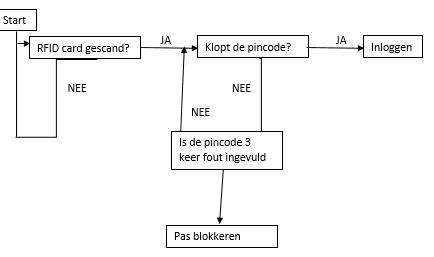 Start
RFID card gescand?
JA
Klopt de pincode?
JA
Inloggen
NEE
NEE
NEE
Is de pincode 3
keer fout ingevuld
Pas blokkeren